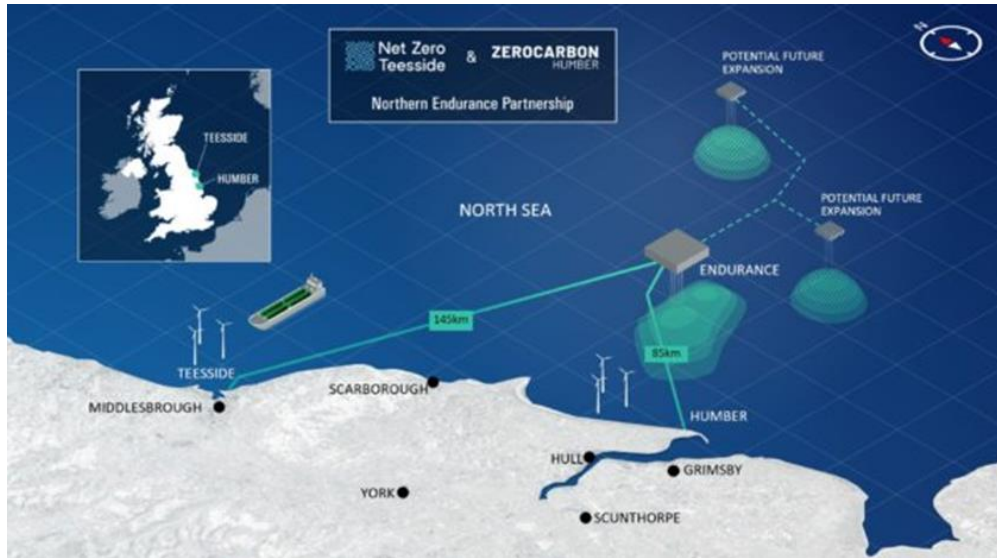 Net Zero
Teesside
&
ZEROCARBON
HUMBER
Northern Endurance Partnership
N
POTENTIAL FUTURE
EXPANSION
TEESSIDE
HUMBER
NORTH SEA
POTENTIAL FUTURE
EXPANSION
ENDURANCE
145km
85km
TEESSIDE
SCARBOROUGH
MIDDLESBROUGH
HUMBER
HULL
GRIMSBY
YORK
SCUNTHORPE